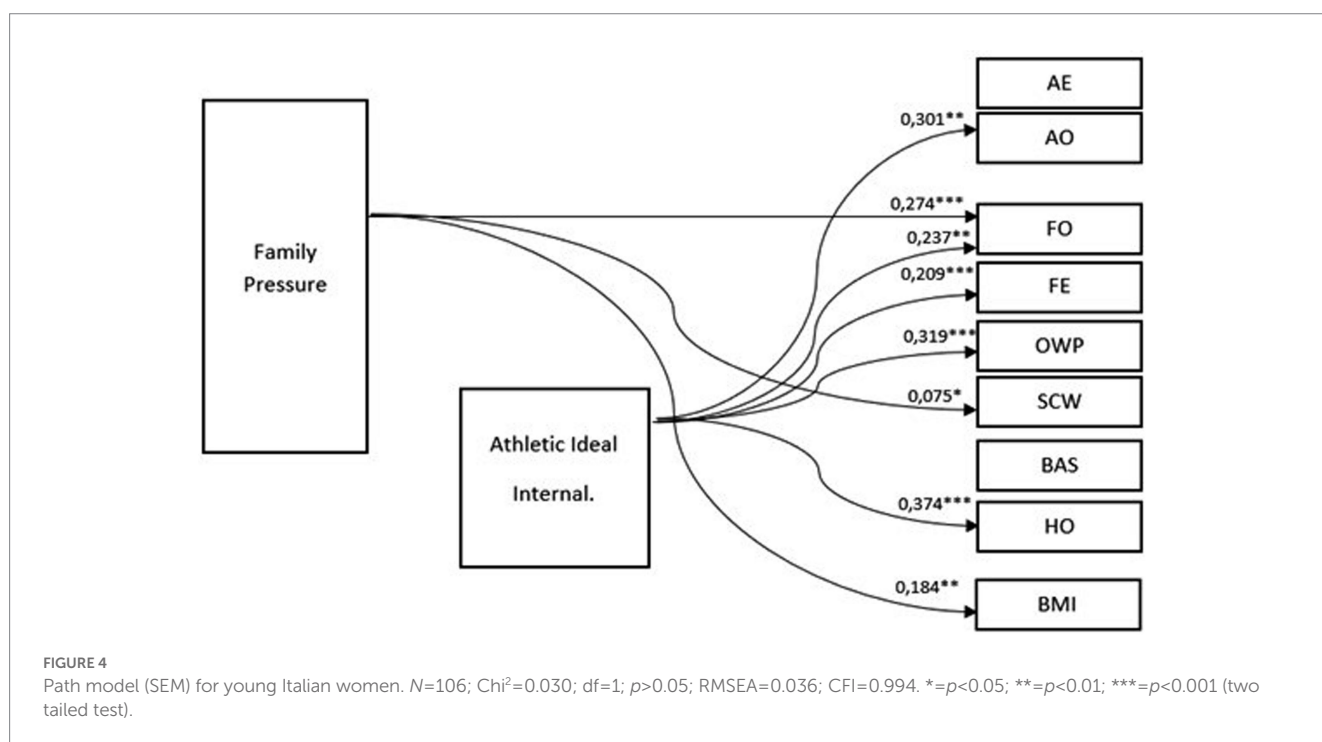 AE
0,301**
AO
0,274***
FO
0,237**
Family
Pressure
0,209***
FE
0,319***
OWP
0,075*
SCW
Athletic Ideal
Internal.
BAS
0,374***
HO
0,184**
BMI
FIGURE 4
Path model (SEM) for young Italian women. N=106; Chi²=0.030; df=1; p>0.05; RMSEA=0.036; CFI=0.994. *=p<0.05; **=p<0.01; ***=p<0.001 (two
tailed test).